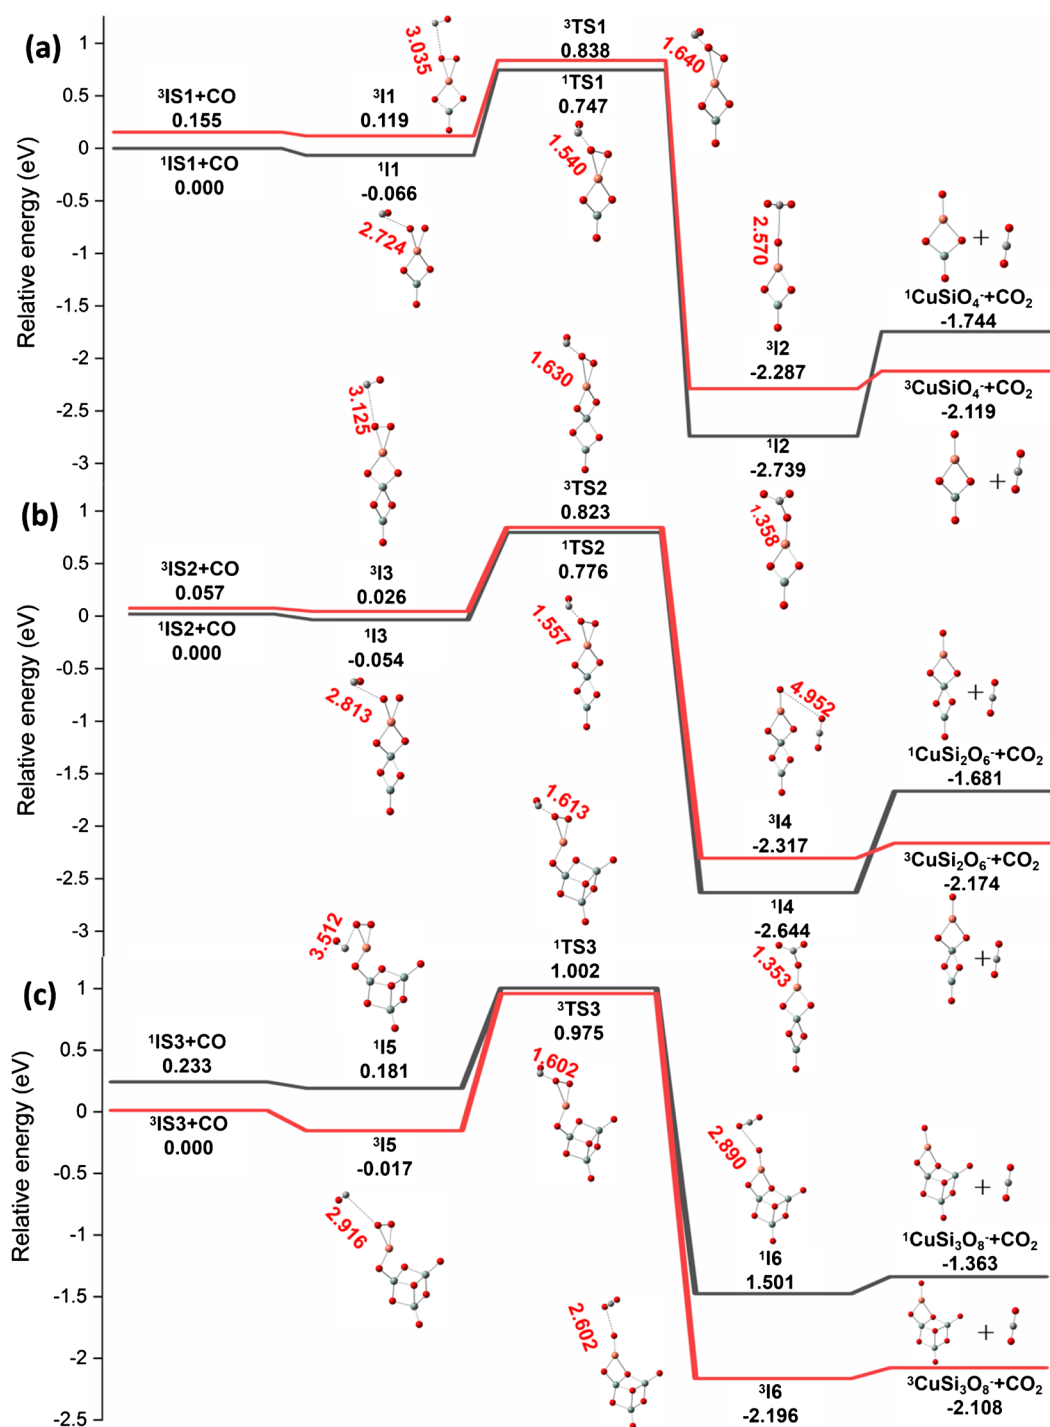 (a)
Relative energy (eV)
1
0.5
0
-0.5
-1
-1.5
-2
-2.5
-3
³IS1+CO
0.155
¹IS1+CO
0.000
³I1
0.119
¹I1
-0.066
3.035
2.724
³TS1
0.838
¹TS1
0.747
1.540
1.640
2.570
³I2
-2.287
¹I2
-2.739
1.358
+
¹CuSiO₄⁻+CO₂
-1.744
³CuSiO₄⁻+CO₂
-2.119
+
(b)
Relative energy (eV)
1
0.5
0
-0.5
-1
-1.5
-2
-2.5
-3
³IS2+CO
0.057
¹IS2+CO
0.000
3.125
³I3
0.026
¹I3
-0.054
2.813
1.630
³TS2
0.823
¹TS2
0.776
1.557
4.952
³I4
-2.317
¹I4
-2.644
1.353
+
¹CuSi₂O₆⁻+CO₂
-1.681
³CuSi₂O₆⁻+CO₂
-2.174
+
(c)
Relative energy (eV)
1
0.5
0
-0.5
-1
-1.5
-2
-2.5
¹IS3+CO
0.233
³IS3+CO
0.000
3.512
¹I5
0.181
³I5
-0.017
2.916
1.613
¹TS3
1.002
³TS3
0.975
1.602
2.890
¹I6
1.501
2.602
³I6
-2.196
+
¹CuSi₃O₈⁻+CO₂
-1.363
+
³CuSi₃O₈⁻+CO₂
-2.108